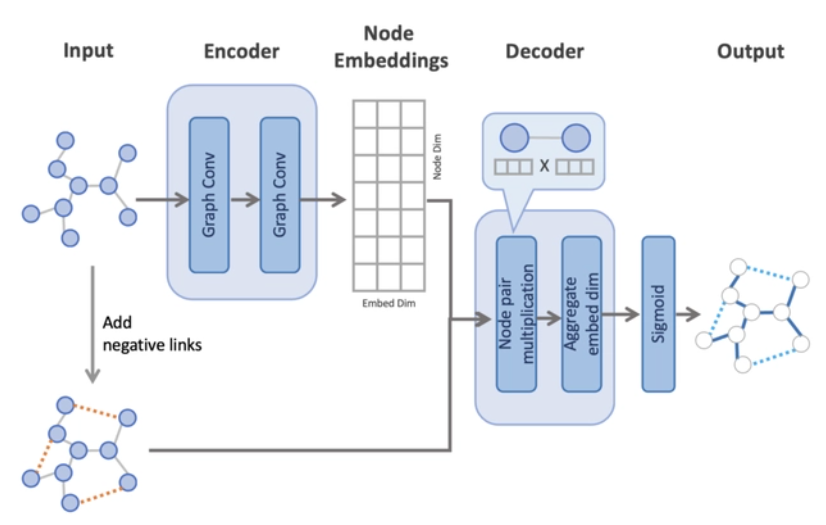 Input
Encoder
Node
Embeddings
Decoder
Output
Graph Conv
Graph Conv
Node Dim
Embed Dim
X
Node pair
multiplication
Aggregate
embed dim
Sigmoid
Add
negative links